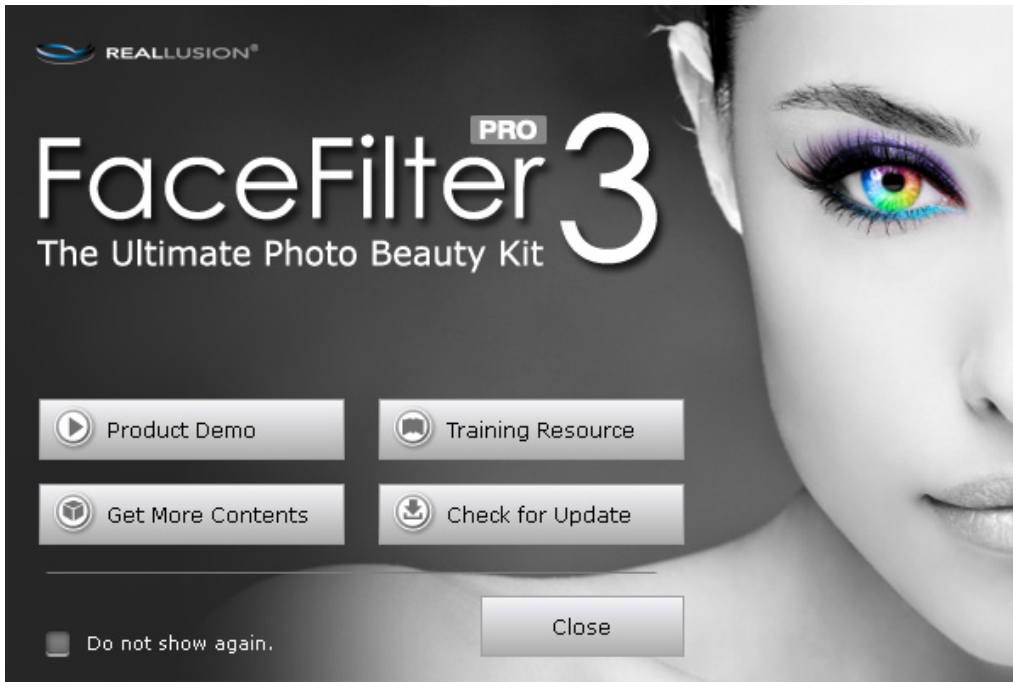 REALLUSION®
FaceFilter PRO 3
The Ultimate Photo Beauty Kit
Product Demo
Training Resource
Get More Contents
Check for Update
Close
Do not show again.